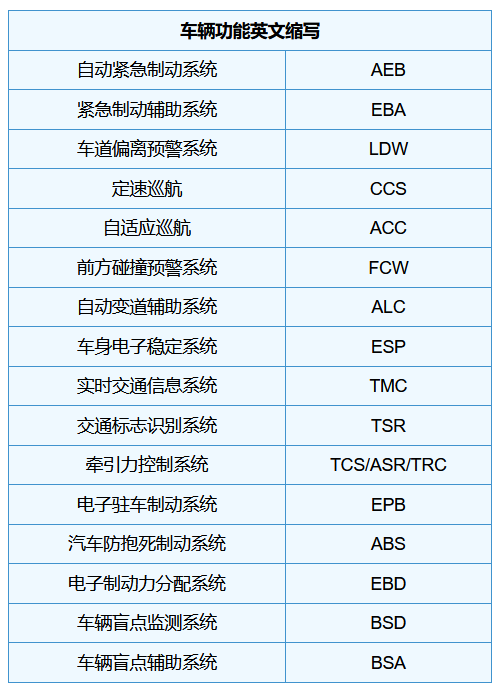 车辆功能英文缩写
自动紧急制动系统 AEB
紧急制动辅助系统 EBA
车道偏离预警系统 LDW
定速巡航 CCS
自适应巡航 ACC
前方碰撞预警系统 FCW
自动变道辅助系统 ALC
车身电子稳定系统 ESP
实时交通信息系统 TMC
交通标志识别系统 TSR
牵引力控制系统 TCS/ASR/TRC
电子驻车制动系统 EPB
汽车防抱死制动系统 ABS
电子制动力分配系统 EBD
车辆盲点监测系统 BSD
车辆盲点辅助系统 BSA